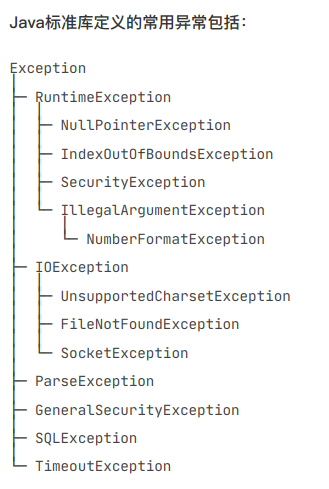 Java标准库定义的常用异常包括：
Exception
├─ RuntimeException
│  ├─ NullPointerException
│  ├─ IndexOutOfBoundsException
│  ├─ SecurityException
│  └─ IllegalArgumentException
│     └─ NumberFormatException
├─ IOException
│  ├─ UnsupportedCharsetException
│  ├─ FileNotFoundException
│  └─ SocketException
├─ ParseException
├─ GeneralSecurityException
├─ SQLException
└─ TimeoutException